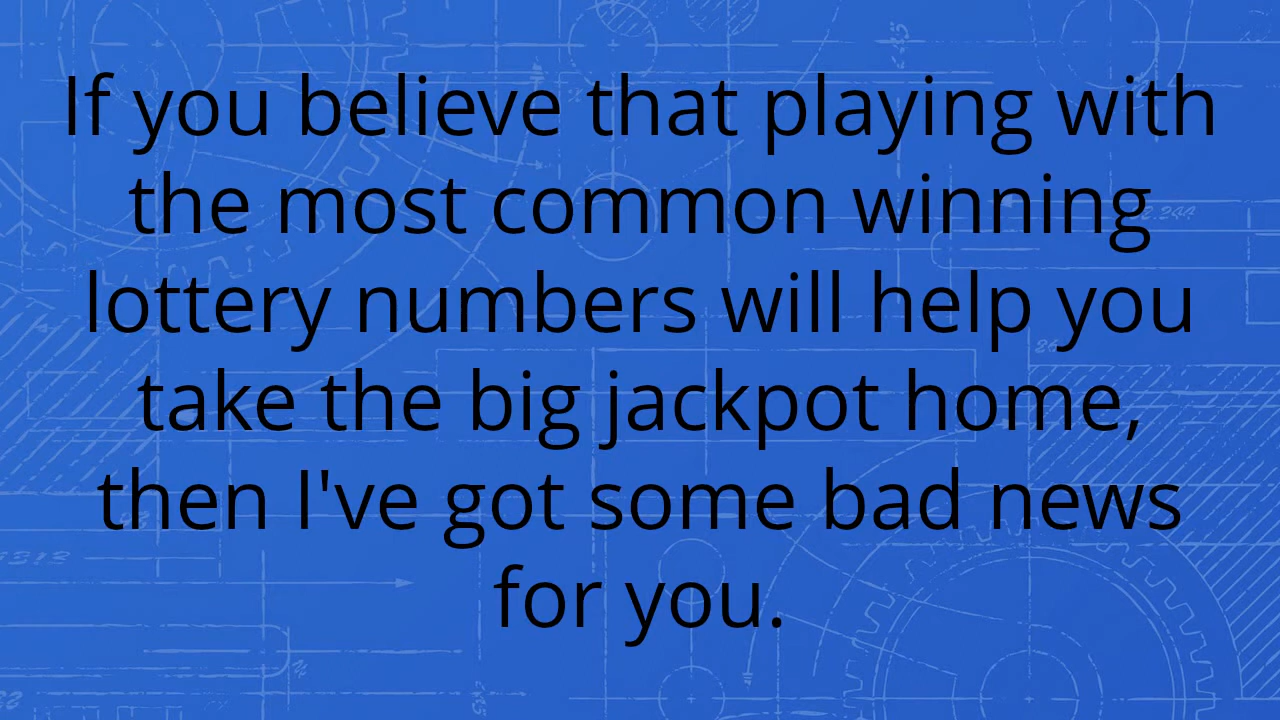 If you believe that playing with
the most common winning
lottery numbers will help you
take the big jackpot home,
then I've got some bad news
for you.